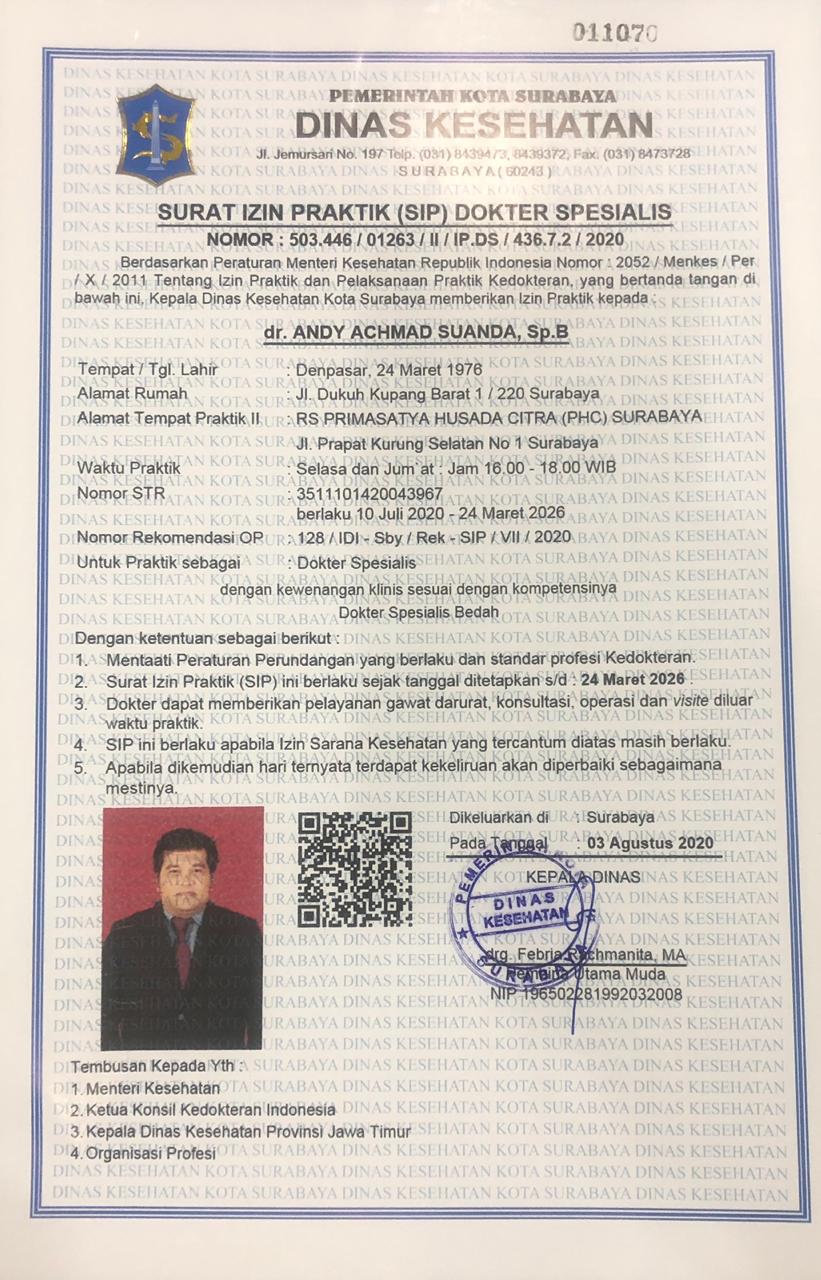 011070
PEMERINTAH KOTA SURABAYA
DINAS KESEHATAN
Jl. Jemursari No. 197 Telp. (031) 8439473, 8439372, Fax. (031) 8473728
SURABAYA ( 60243 )
SURAT IZIN PRAKTIK (SIP) DOKTER SPESIALIS
NOMOR : 503.446 / 01263 / II / IP.DS / 436.7.2 / 2020
Berdasarkan Peraturan Menteri Kesehatan Republik Indonesia Nomor : 2052 / Menkes / Per
/ X / 2011 Tentang Izin Praktik dan Pelaksanaan Praktik Kedokteran, yang bertanda tangan di
bawah ini, Kepala Dinas Kesehatan Kota Surabaya memberikan Izin Praktik kepada :
dr. ANDY ACHMAD SUANDA, Sp.B
Tempat / Tgl. Lahir : Denpasar, 24 Maret 1976
Alamat Rumah : Jl. Dukuh Kupang Barat 1 / 220 Surabaya
Alamat Tempat Praktik II : RS PRIMASATYA HUSADA CITRA (PHC) SURABAYA
Jl. Prapat Kurung Selatan No 1 Surabaya
Waktu Praktik : Selasa dan Jum`at : Jam 16.00 - 18.00 WIB
Nomor STR : 3511101420043967
berlaku 10 Juli 2020 - 24 Maret 2026
Nomor Rekomendasi OP : 128 / IDI - Sby / Rek - SIP / VII / 2020
Untuk Praktik sebagai : Dokter Spesialis
dengan kewenangan klinis sesuai dengan kompetensinya
Dokter Spesialis Bedah
Dengan ketentuan sebagai berikut :
1. Mentaati Peraturan Perundangan yang berlaku dan standar profesi Kedokteran.
2. Surat Izin Praktik (SIP) ini berlaku sejak tanggal ditetapkan s/d : 24 Maret 2026 .
3. Dokter dapat memberikan pelayanan gawat darurat, konsultasi, operasi dan visite diluar
waktu praktik.
4. SIP ini berlaku apabila Izin Sarana Kesehatan yang tercantum diatas masih berlaku.
5. Apabila dikemudian hari ternyata terdapat kekeliruan akan diperbaiki sebagaimana
mestinya.
Dikeluarkan di : Surabaya
Pada Tanggal : 03 Agustus 2020
KEPALA DINAS
PEMERINTAH KOTA
DINAS
KESEHATAN
SURABAYA
drg. Febria Rachmanita, MA
Pembina Utama Muda
NIP 196502281992032008
Tembusan Kepada Yth :
1. Menteri Kesehatan
2. Ketua Konsil Kedokteran Indonesia
3. Kepala Dinas Kesehatan Provinsi Jawa Timur
4. Organisasi Profesi